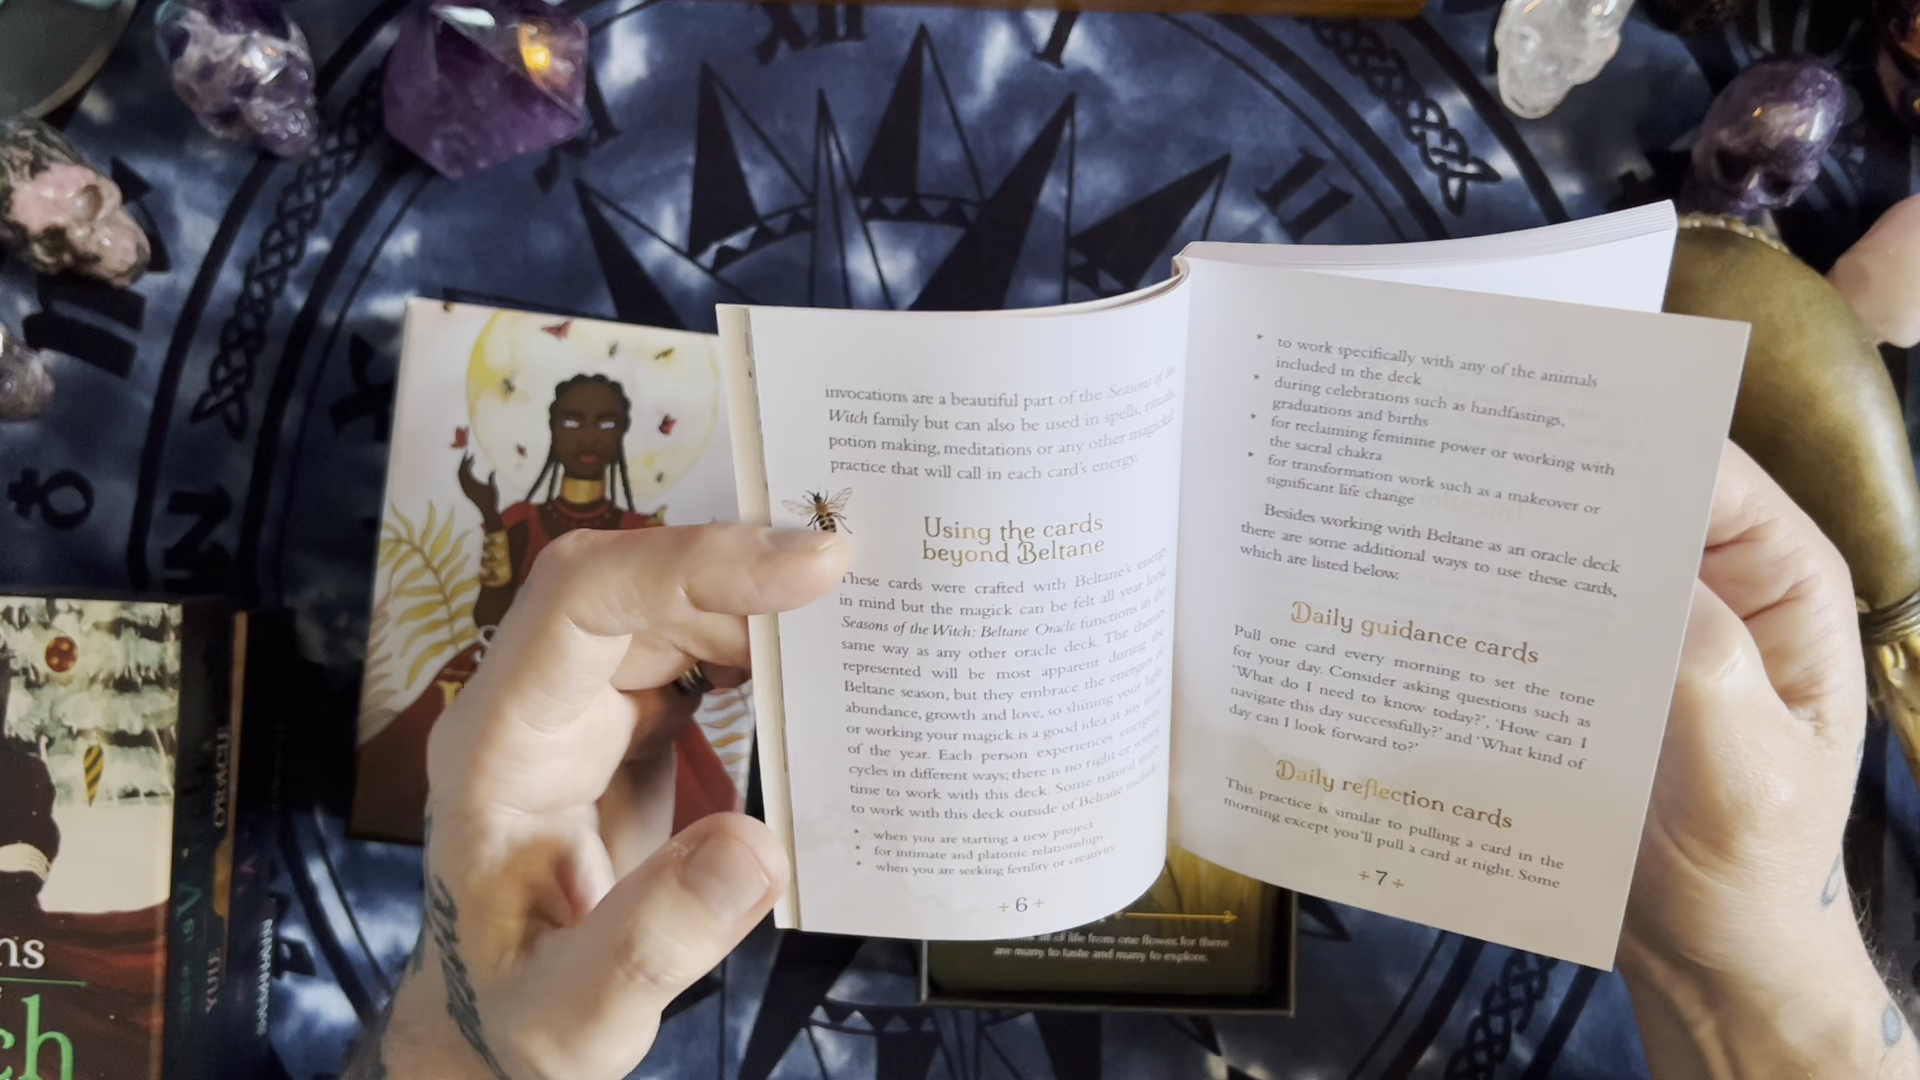 invocations are a beautiful part of the Seasons of the
Witch family but can also be used in spells, rituals,
potion making, meditations or any other magickal
practice that will call in each card's energy.
Using the cards
beyond Beltane
These cards were crafted with Beltane's energy
in mind but the magick can be felt all year long.
Seasons of the Witch: Beltane Oracle functions in the
same way as any other oracle deck. The themes
represented will be most apparent during the
Beltane season, but they embrace the energies of
abundance, growth and love, so shining your light
or working your magick is a good idea at any time
of the year. Each person experiences energetic
cycles in different ways; there is no right or wrong
time to work with this deck. Some natural times
to work with this deck outside of Beltane include:
* when you are starting a new project
* for intimate and platonic relationships
* when you are seeking fertility or creativity
+ 6 +
* to work specifically with any of the animals
included in the deck
* during celebrations such as handfastings,
graduations and births
* for reclaiming feminine power or working with
the sacral chakra
* for transformation work such as a makeover or
significant life change
Besides working with Beltane as an oracle deck
there are some additional ways to use these cards,
which are listed below.
Daily guidance cards
Pull one card every morning to set the tone
for your day. Consider asking questions such as
'What do I need to know today?', 'How can I
navigate this day successfully?' and 'What kind of
day can I look forward to?'
Daily reflection cards
This practice is similar to pulling a card in the
morning except you'll pull a card at night. Some
+ 7 +
of life from one flower, for there
are many to taste and many to explore.
ns
ch
YULE
ORACLE
XII
I
II